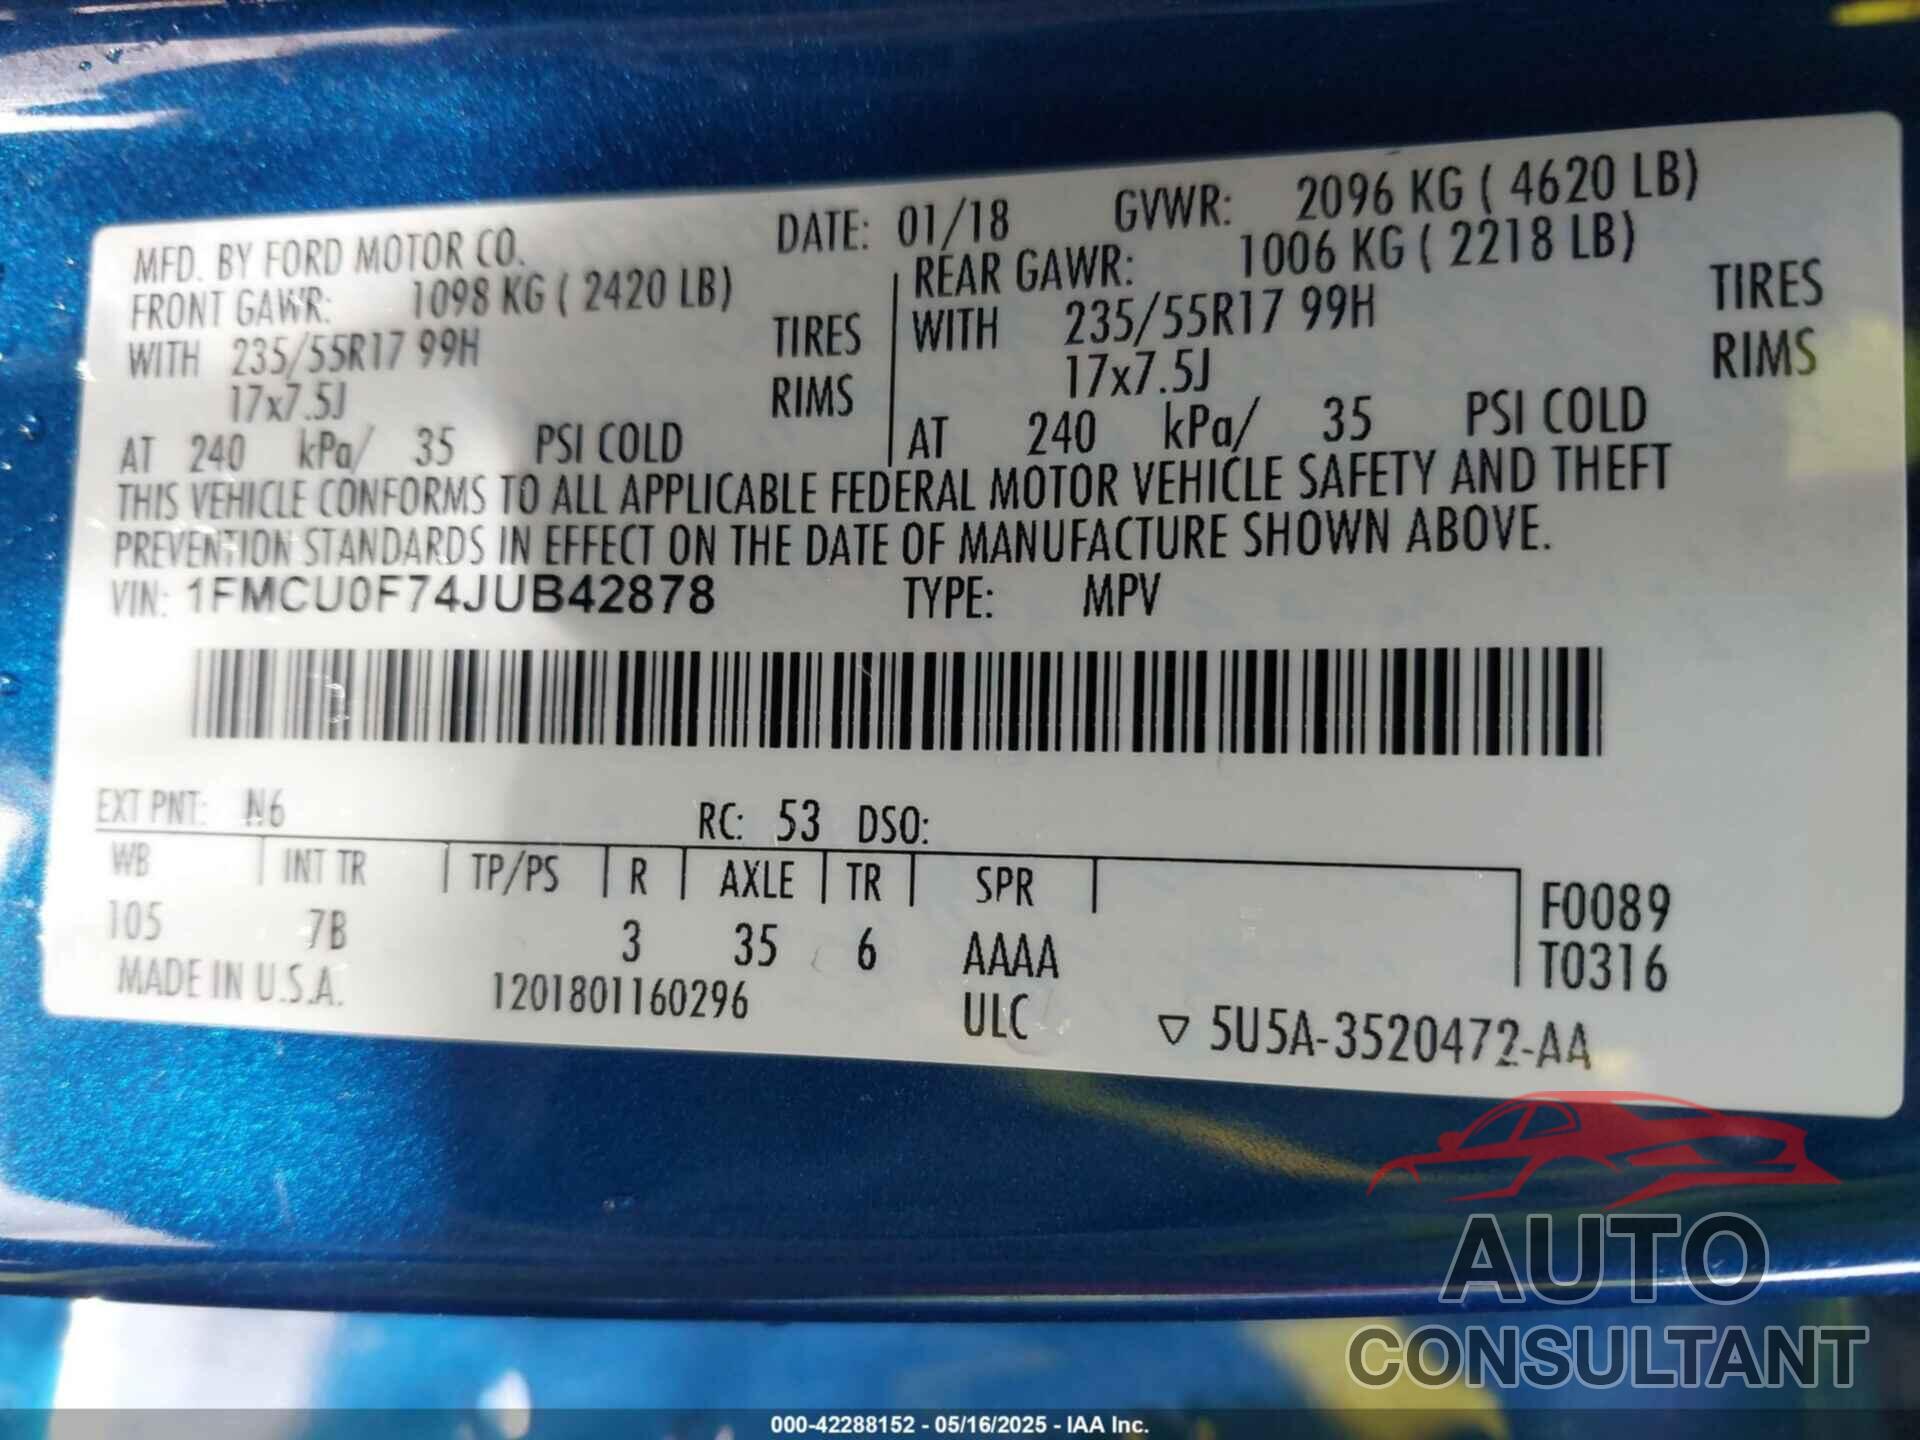 MFD. BY FORD MOTOR CO. DATE: 01/18 GVWR: 2096 KG ( 4620 LB)
FRONT GAWR: 1098 KG ( 2420 LB) REAR GAWR: 1006 KG ( 2218 LB)
WITH 235/55R17 99H TIRES WITH 235/55R17 99H TIRES
17x7.5J RIMS 17x7.5J RIMS
AT 240 kPa/ 35 PSI COLD AT 240 kPa/ 35 PSI COLD
THIS VEHICLE CONFORMS TO ALL APPLICABLE FEDERAL MOTOR VEHICLE SAFETY AND THEFT
PREVENTION STANDARDS IN EFFECT ON THE DATE OF MANUFACTURE SHOWN ABOVE.
VIN: 1FMCU0F74JUB42878 TYPE: MPV
EXT PNT: N6 RC: 53 DSO:
WB INT TR TP/PS R AXLE TR SPR F0089
105 7B 3 35 6 AAAA T0316
MADE IN U.S.A. 1201801160296 ULC 5U5A-3520472-AA
AUTO
CONSULTANT
000-42288152 - 05/16/2025 - IAA Inc.